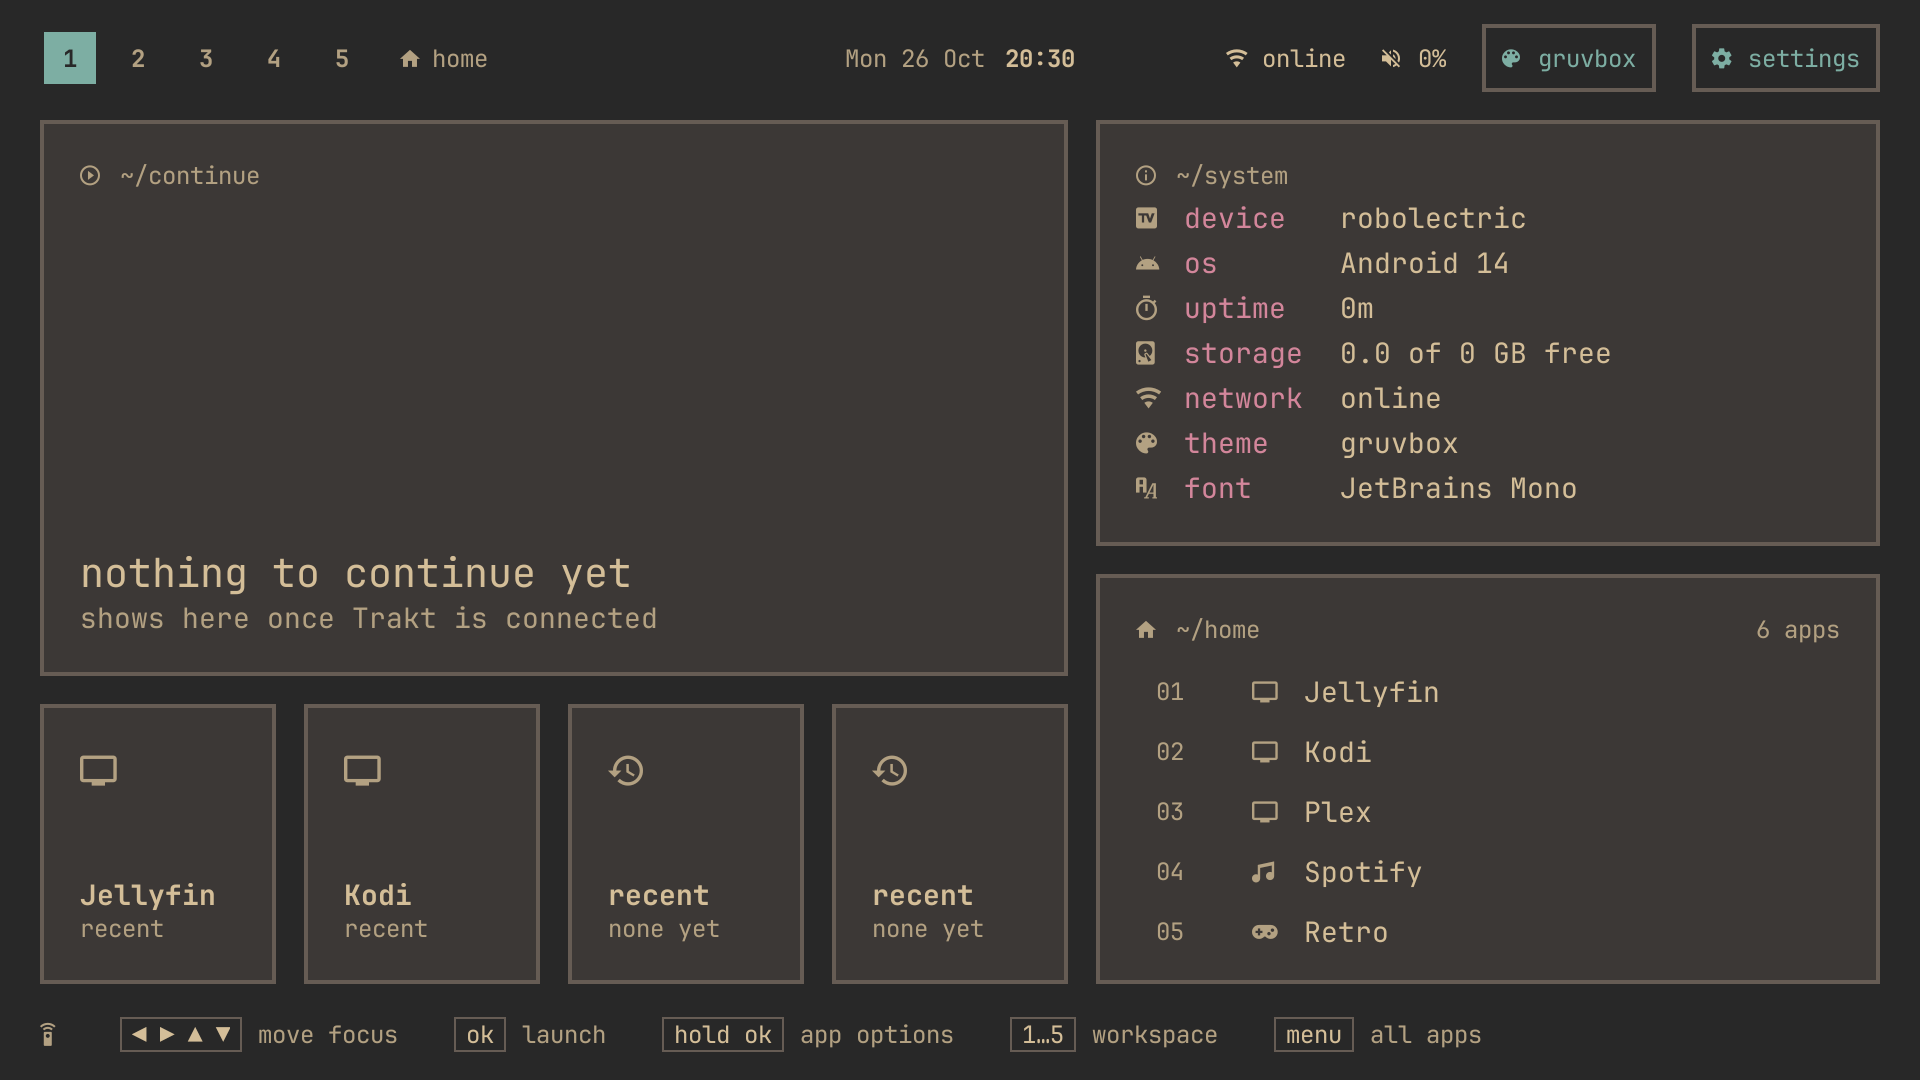 1 2 3 4 5 home Mon 26 Oct 20:30 online 0% gruvbox settings
~/continue
nothing to continue yet
shows here once Trakt is connected
Jellyfin
recent
Kodi
recent
recent
none yet
recent
none yet
~/system
TV device robolectric
os Android 14
uptime 0m
storage 0.0 of 0 GB free
network online
theme gruvbox
font JetBrains Mono
~/home 6 apps
01 Jellyfin
02 Kodi
03 Plex
04 Spotify
05 Retro
◀ ▶ ▲ ▼ move focus ok launch hold ok app options 1…5 workspace menu all apps